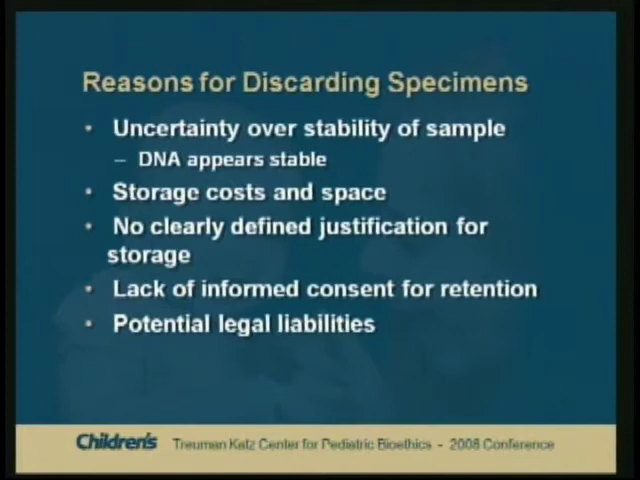 Reasons for Discarding Specimens
• Uncertainty over stability of sample
– DNA appears stable
• Storage costs and space
• No clearly defined justification for
storage
• Lack of informed consent for retention
• Potential legal liabilities
Children's Treuman Katz Center for Pediatric Bioethics - 2008 Conference